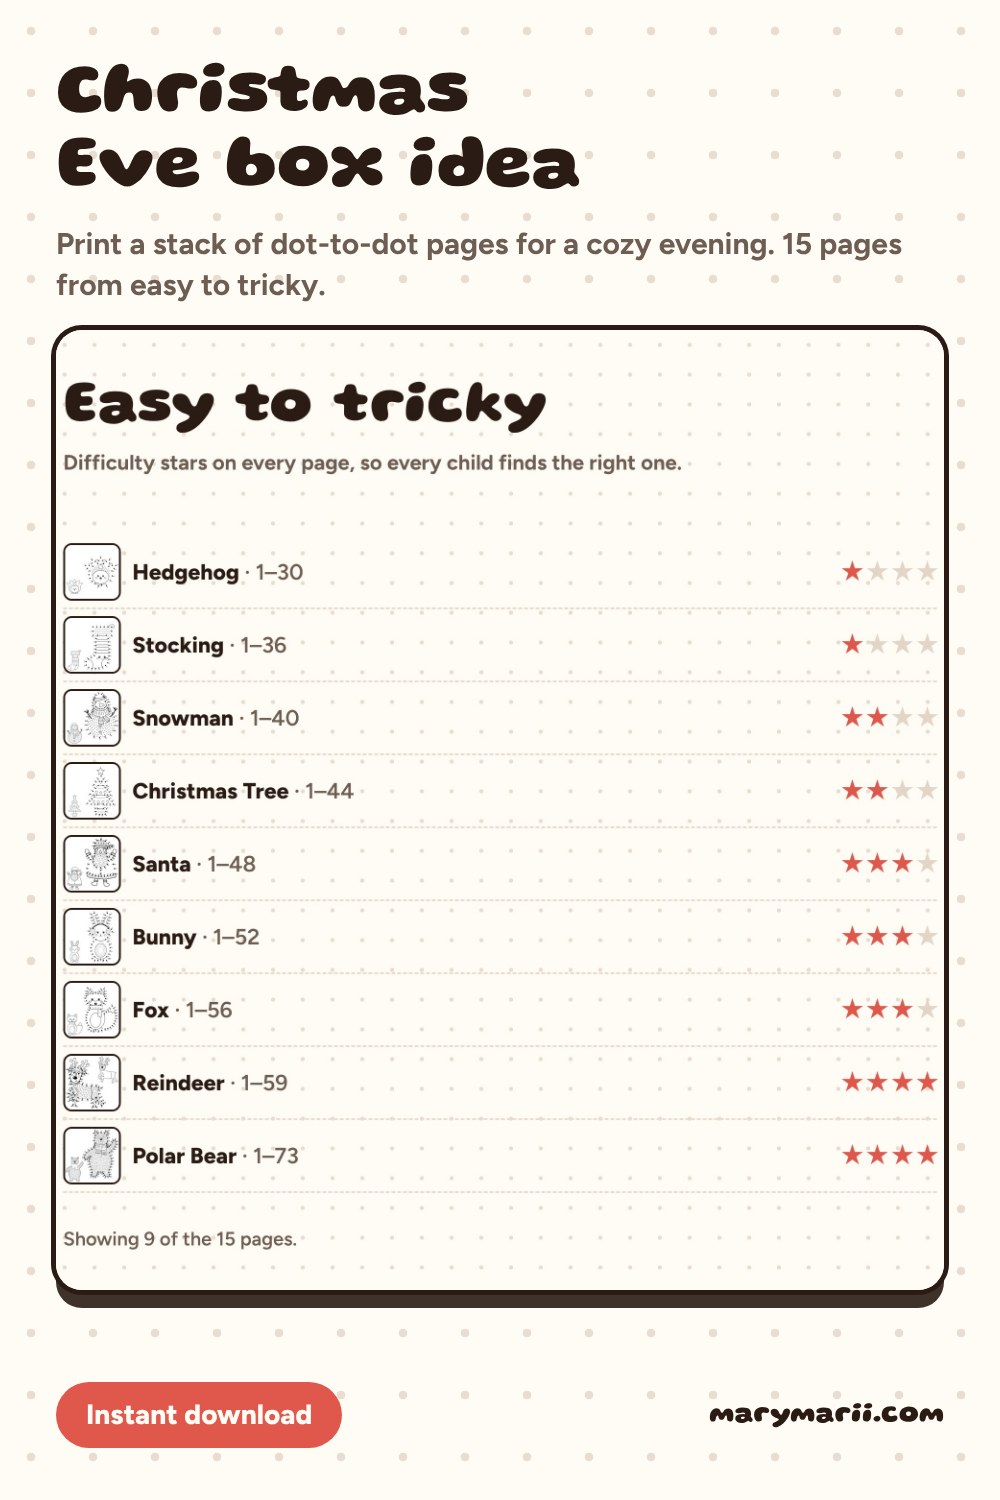 Christmas
Eve box idea
Print a stack of dot-to-dot pages for a cozy evening. 15 pages
from easy to tricky.
Easy to tricky
Difficulty stars on every page, so every child finds the right one.
Hedgehog · 1–30 ★★★★
Stocking · 1–36 ★★★★
Snowman · 1–40 ★★★★
Christmas Tree · 1–44 ★★★★
Santa · 1–48 ★★★★
Bunny · 1–52 ★★★★
Fox · 1–56 ★★★★
Reindeer · 1–59 ★★★★
Polar Bear · 1–73 ★★★★
Showing 9 of the 15 pages.
Instant download
marymarii.com